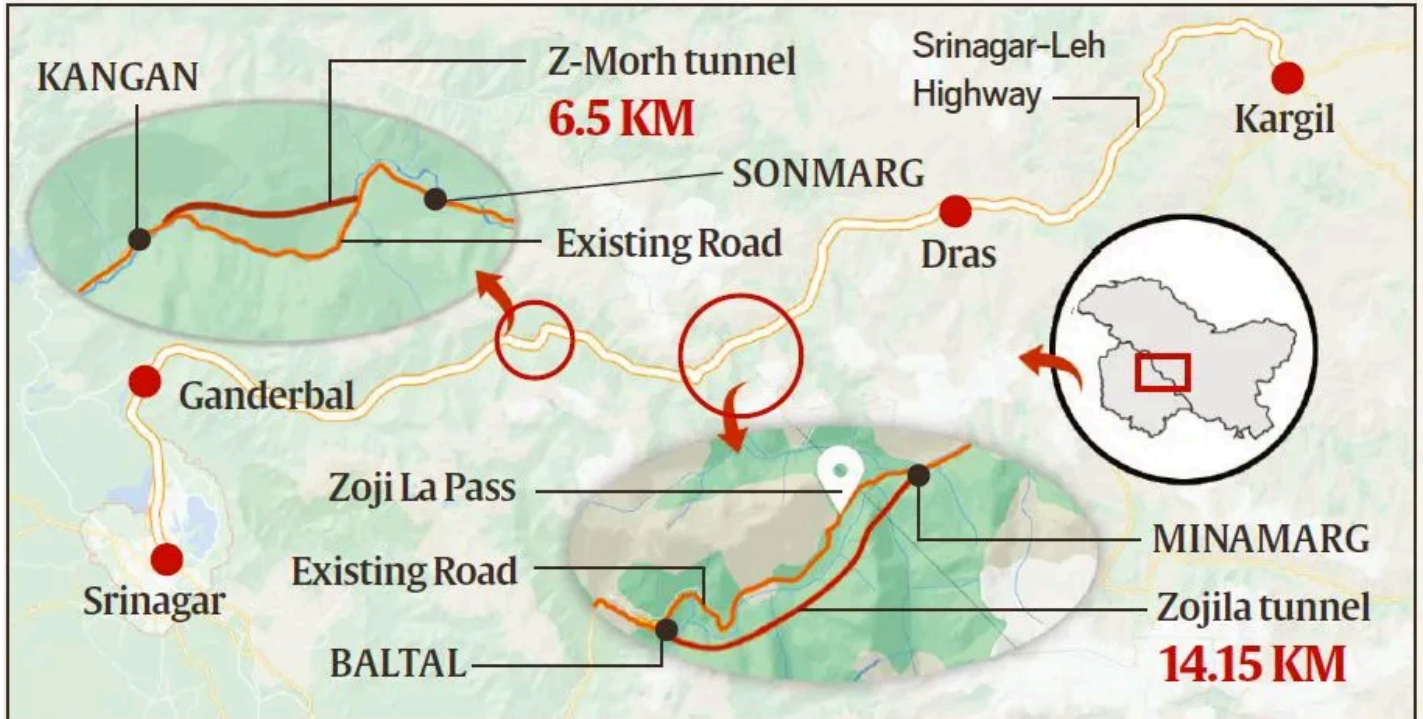 KANGAN
Z-Morh tunnel
6.5 KM
SONMARG
Existing Road
Srinagar-Leh
Highway
Kargil
Dras
Ganderbal
Srinagar
Zoji La Pass
Existing Road
BALTAL
MINAMARG
Zojila tunnel
14.15 KM